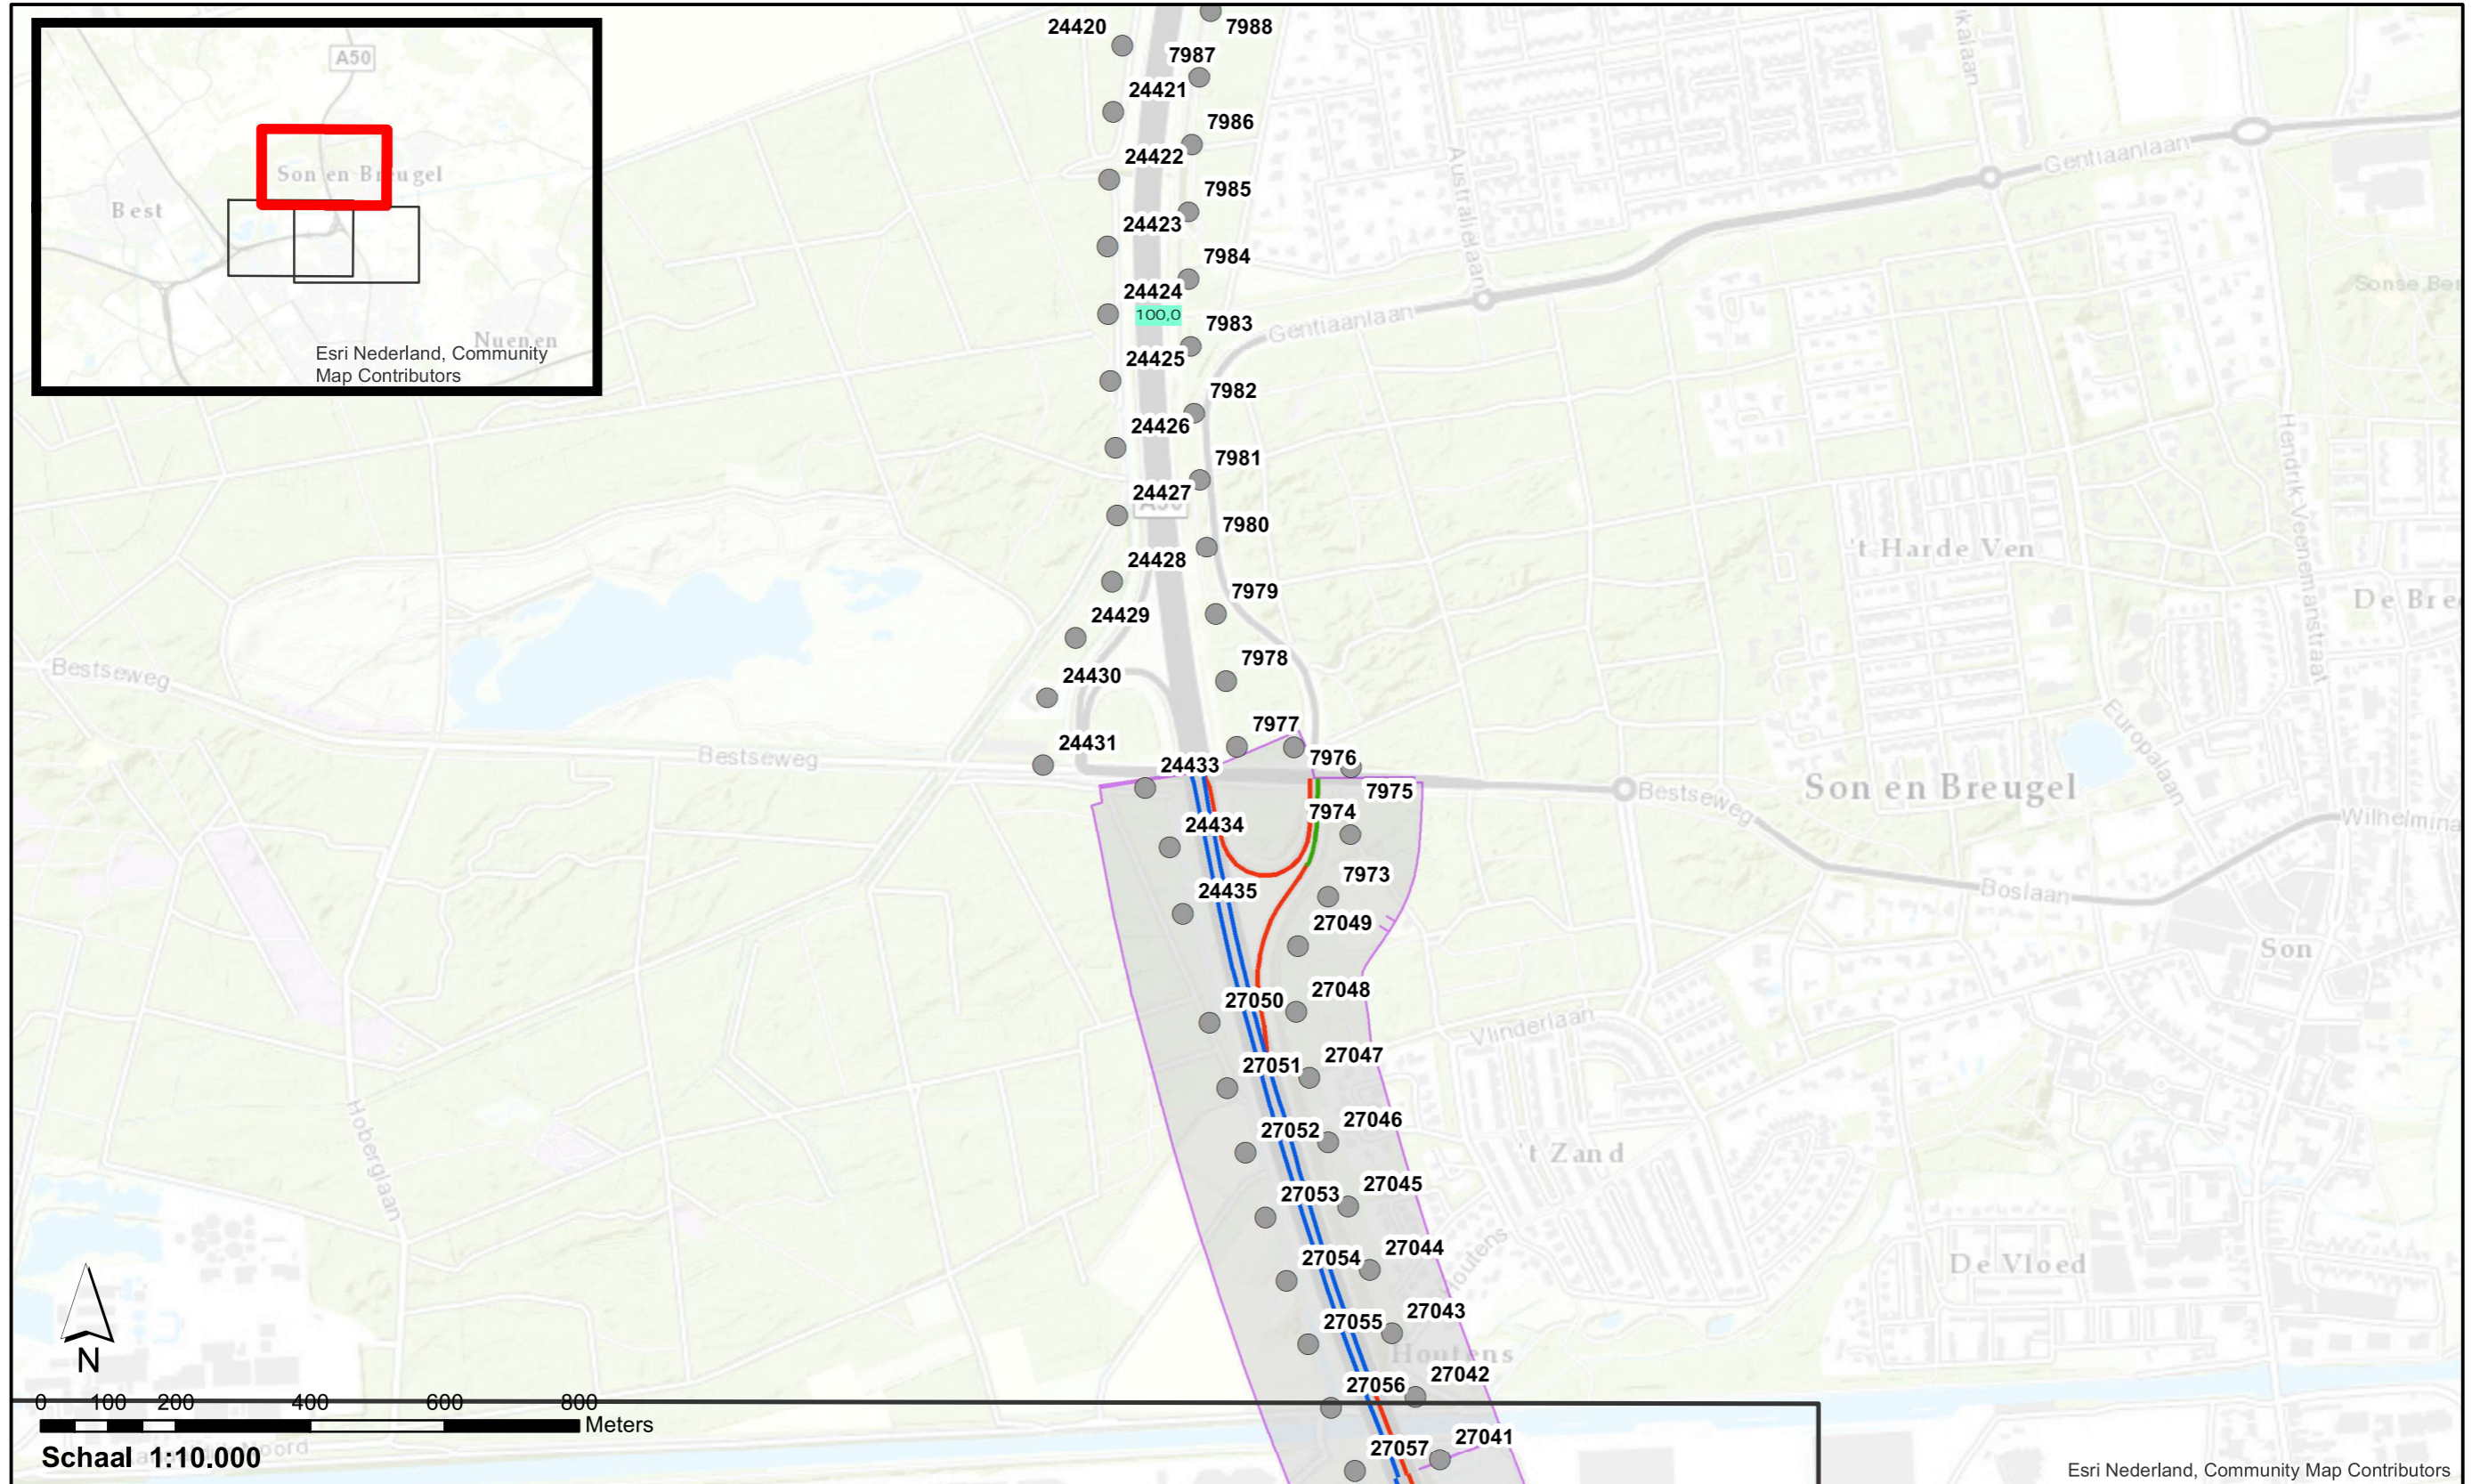 A50
Son en Breugel
Best
Nuenen
Esri Nederland, Community
Map Contributors
24420
7988
7987
24421
7986
24422
7985
24423
7984
24424
100,0
7983
24425
7982
24426
7981
24427
A50
7980
24428
7979
24429
7978
24430
7977
24431
24433
7976
7975
7974
24434
7973
24435
27049
27048
27050
27047
27051
27046
27052
27045
27053
27044
27054
27043
27055
27042
27056
27041
27057
Gentiaanlaan
Gentiaanlaan
Australielaan
Hendrik Veenemanstraat
't Harde Ven
Europalaan
Bestseweg
Bestseweg
Bestseweg
Son en Breugel
Boslaan
Son
Vlinderlaan
't Zand
Houtens
Houtens
De Vloed
Hoberglaan
N
0 100 200 400 600 800
Meters
Schaal 1:10.000
Esri Nederland, Community Map Contributors